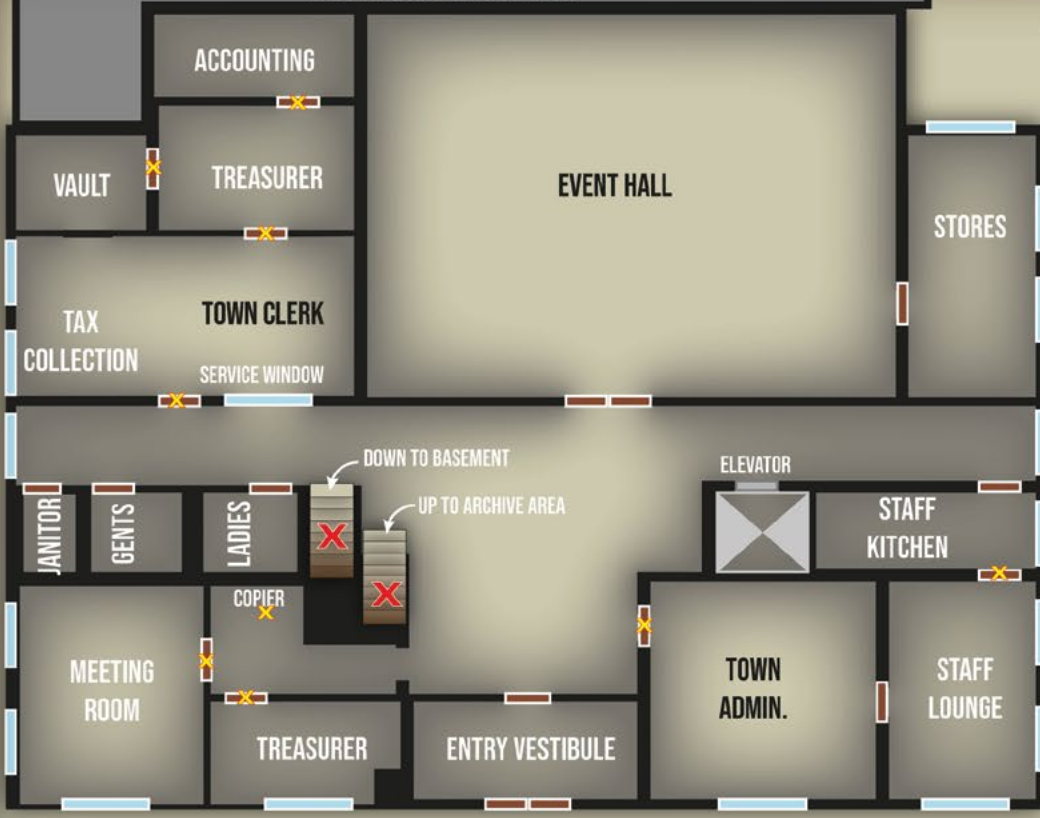 ACCOUNTING
TREASURER
VAULT
EVENT HALL
STORES
TOWN CLERK
TAX
COLLECTION
SERVICE WINDOW
DOWN TO BASEMENT
ELEVATOR
UP TO ARCHIVE AREA
JANITOR
GENTS
LADIES
STAFF
KITCHEN
COPIER
MEETING
ROOM
TOWN
ADMIN.
STAFF
LOUNGE
TREASURER
ENTRY VESTIBULE